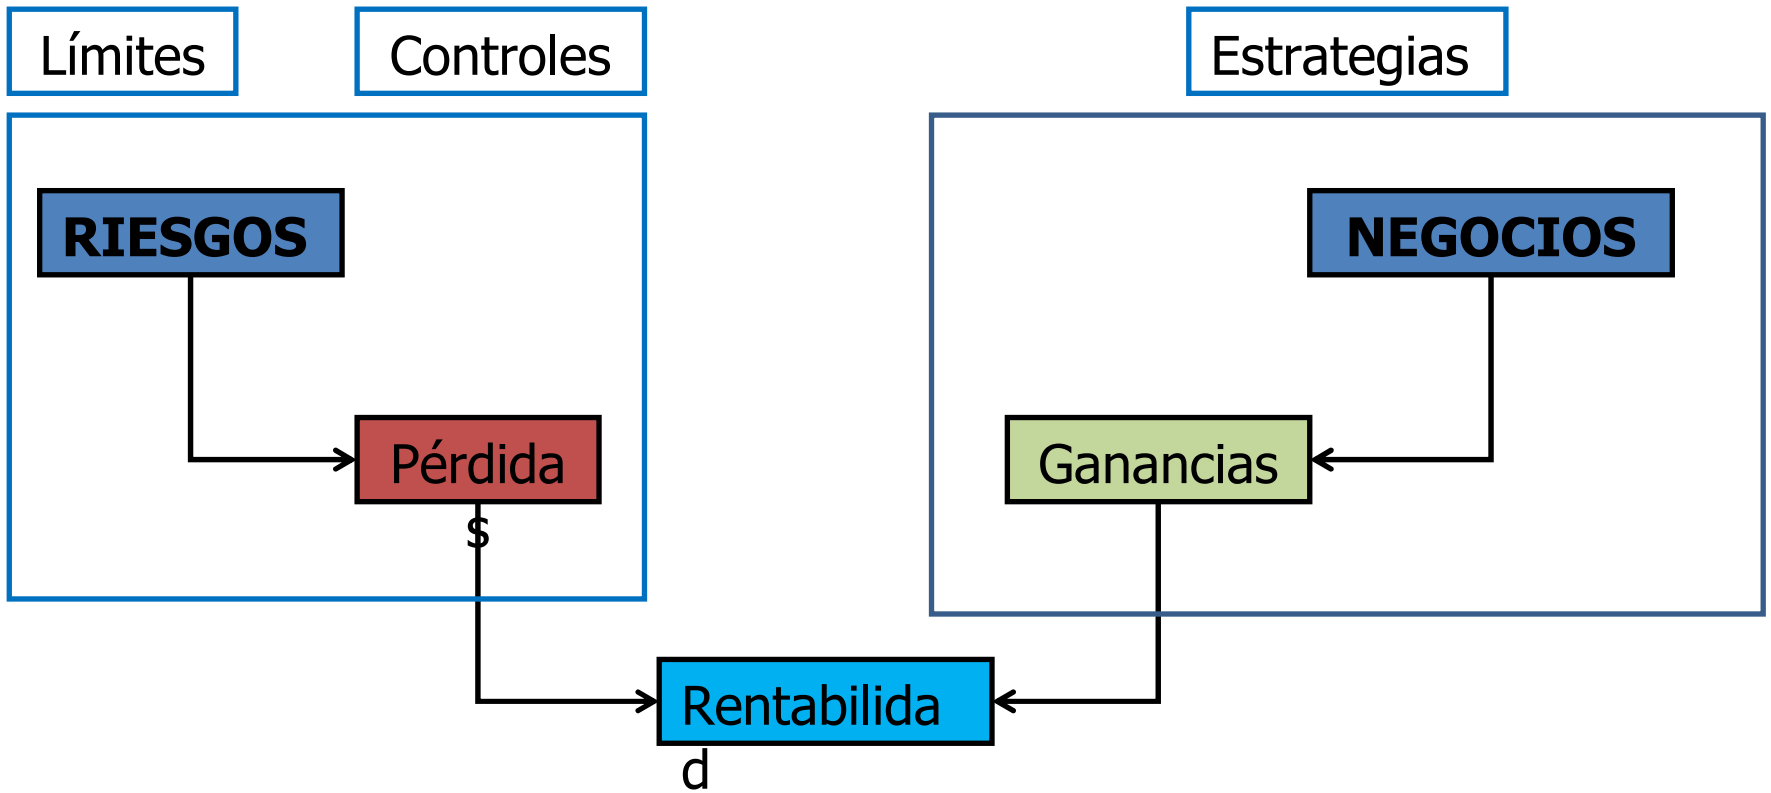 Límites
Controles
Estrategias
RIESGOS
NEGOCIOS
Pérdida
s
Ganancias
Rentabilida
d